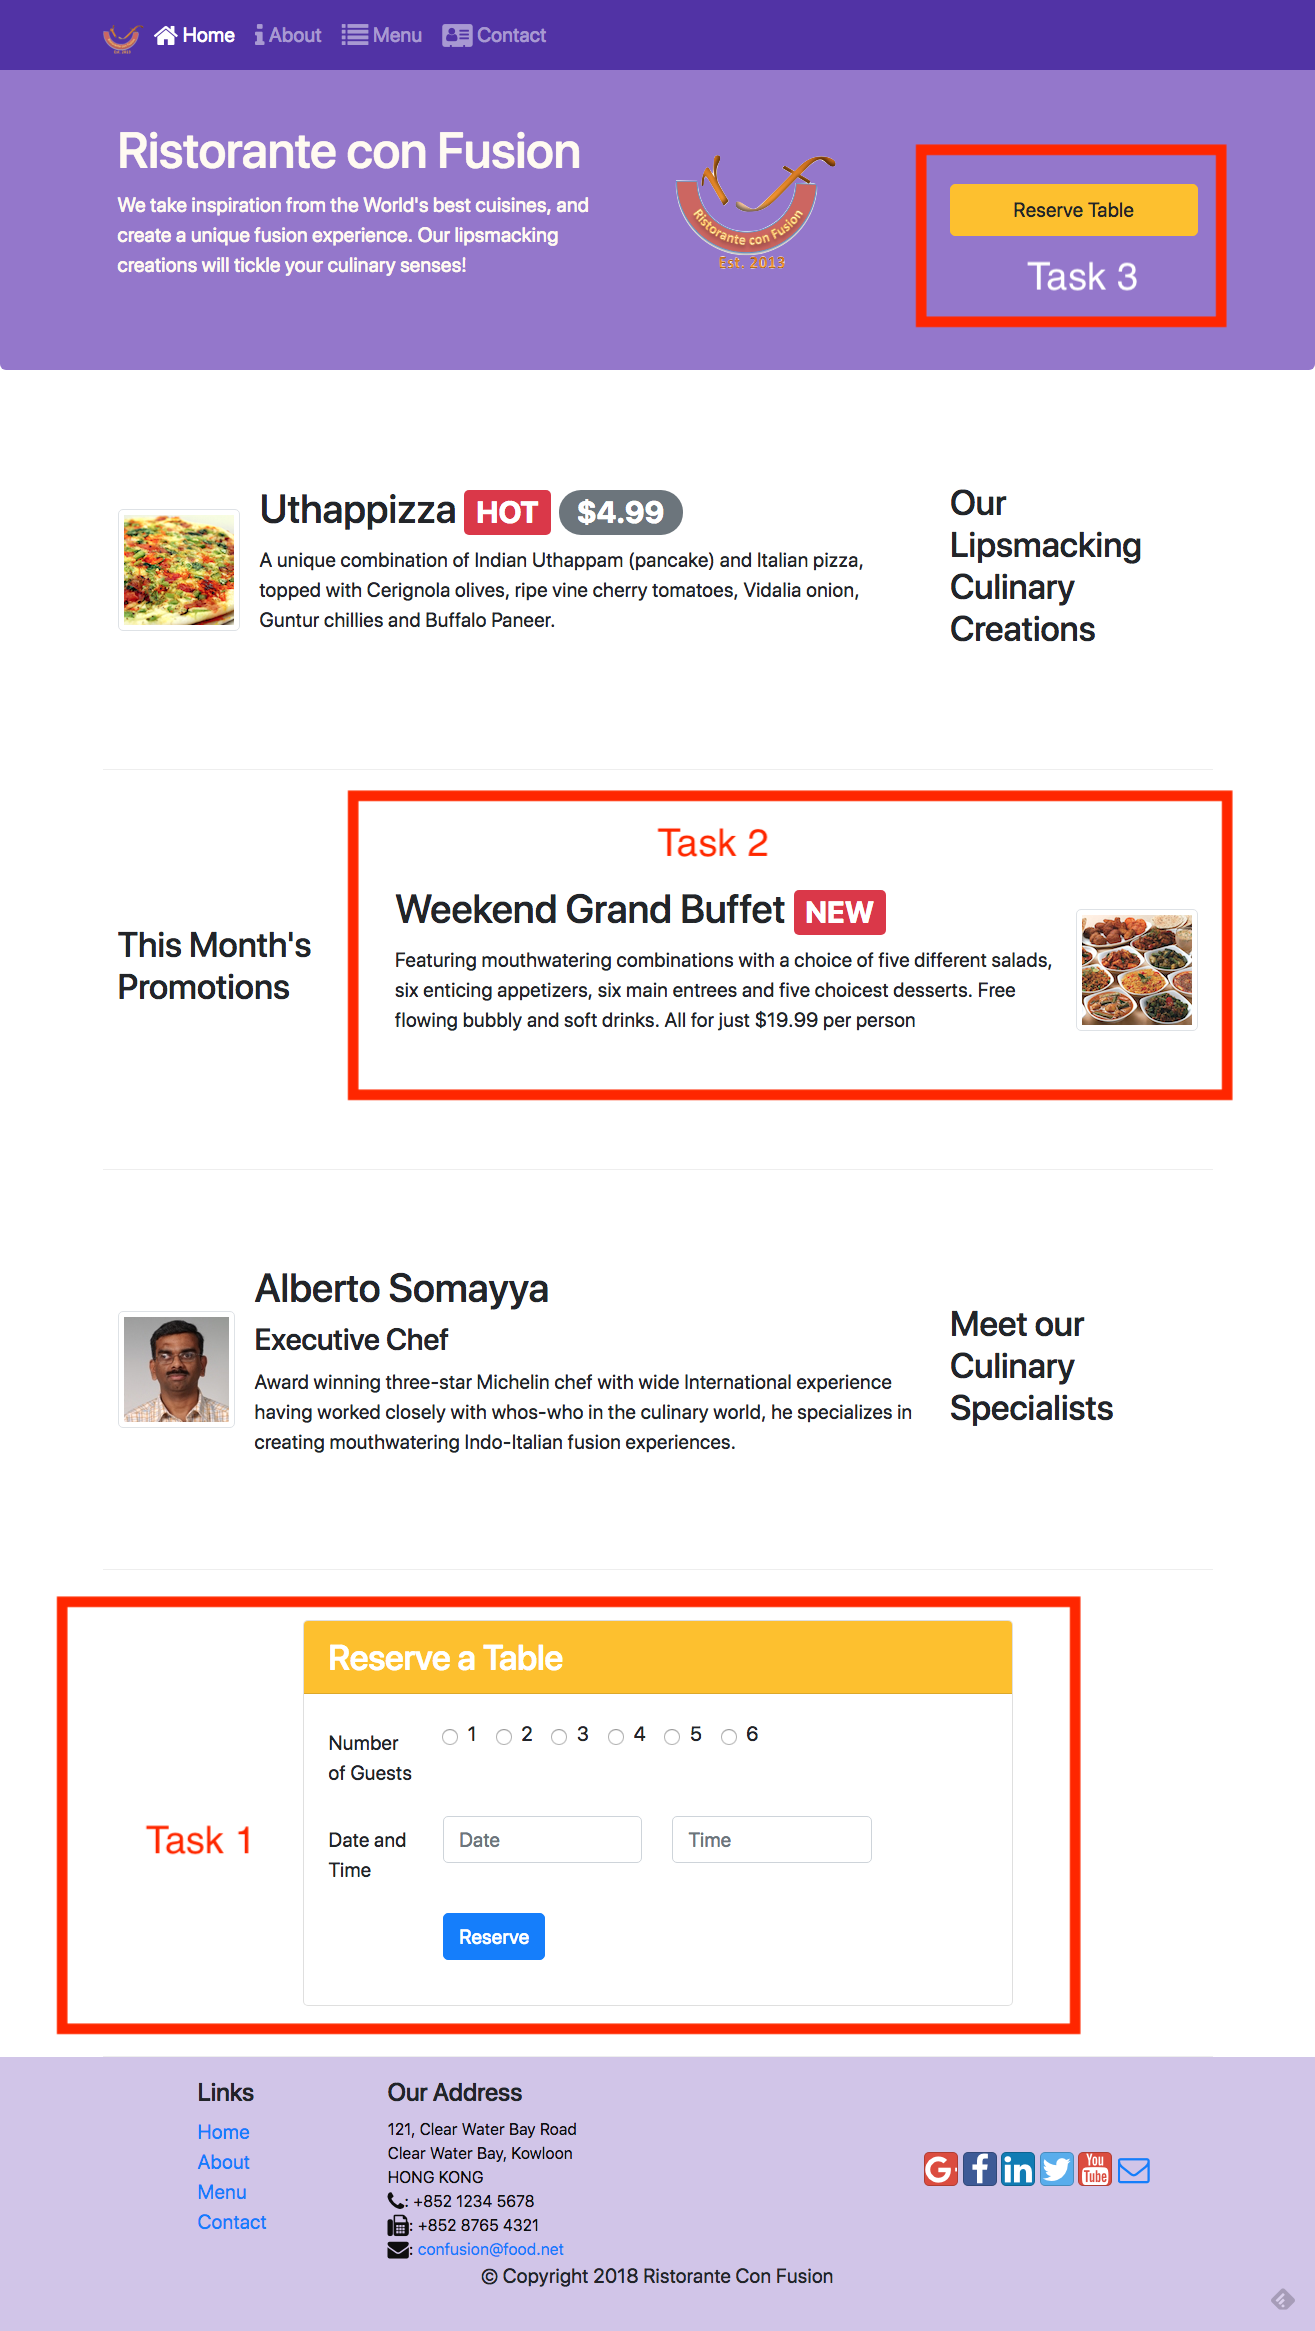 Home About Menu Contact
Ristorante con Fusion
We take inspiration from the World's best cuisines, and
create a unique fusion experience. Our lipsmacking
creations will tickle your culinary senses!
Ristorante con Fusion
Est. 2013
Reserve Table
Task 3
Uthappizza HOT $4.99
A unique combination of Indian Uthappam (pancake) and Italian pizza,
topped with Cerignola olives, ripe vine cherry tomatoes, Vidalia onion,
Guntur chillies and Buffalo Paneer.
Our
Lipsmacking
Culinary
Creations
This Month's
Promotions
Task 2
Weekend Grand Buffet NEW
Featuring mouthwatering combinations with a choice of five different salads,
six enticing appetizers, six main entrees and five choicest desserts. Free
flowing bubbly and soft drinks. All for just $19.99 per person
Alberto Somayya
Executive Chef
Award winning three-star Michelin chef with wide International experience
having worked closely with whos-who in the culinary world, he specializes in
creating mouthwatering Indo-Italian fusion experiences.
Meet our
Culinary
Specialists
Task 1
Reserve a Table
Number
of Guests
1 2 3 4 5 6
Date and
Time
Date
Time
Reserve
Links
Home
About
Menu
Contact
Our Address
121, Clear Water Bay Road
Clear Water Bay, Kowloon
HONG KONG
: +852 1234 5678
: +852 8765 4321
: confusion@food.net
G+ f in You Tube
© Copyright 2018 Ristorante Con Fusion